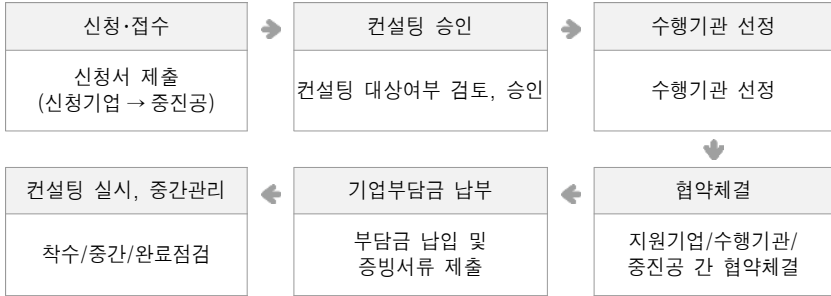 신청·접수
신청서 제출
(신청기업 → 중진공)
컨설팅 승인
컨설팅 대상여부 검토, 승인
수행기관 선정
수행기관 선정
협약체결
지원기업/수행기관/
중진공 간 협약체결
기업부담금 납부
부담금 납입 및
증빙서류 제출
컨설팅 실시, 중간관리
착수/중간/완료점검